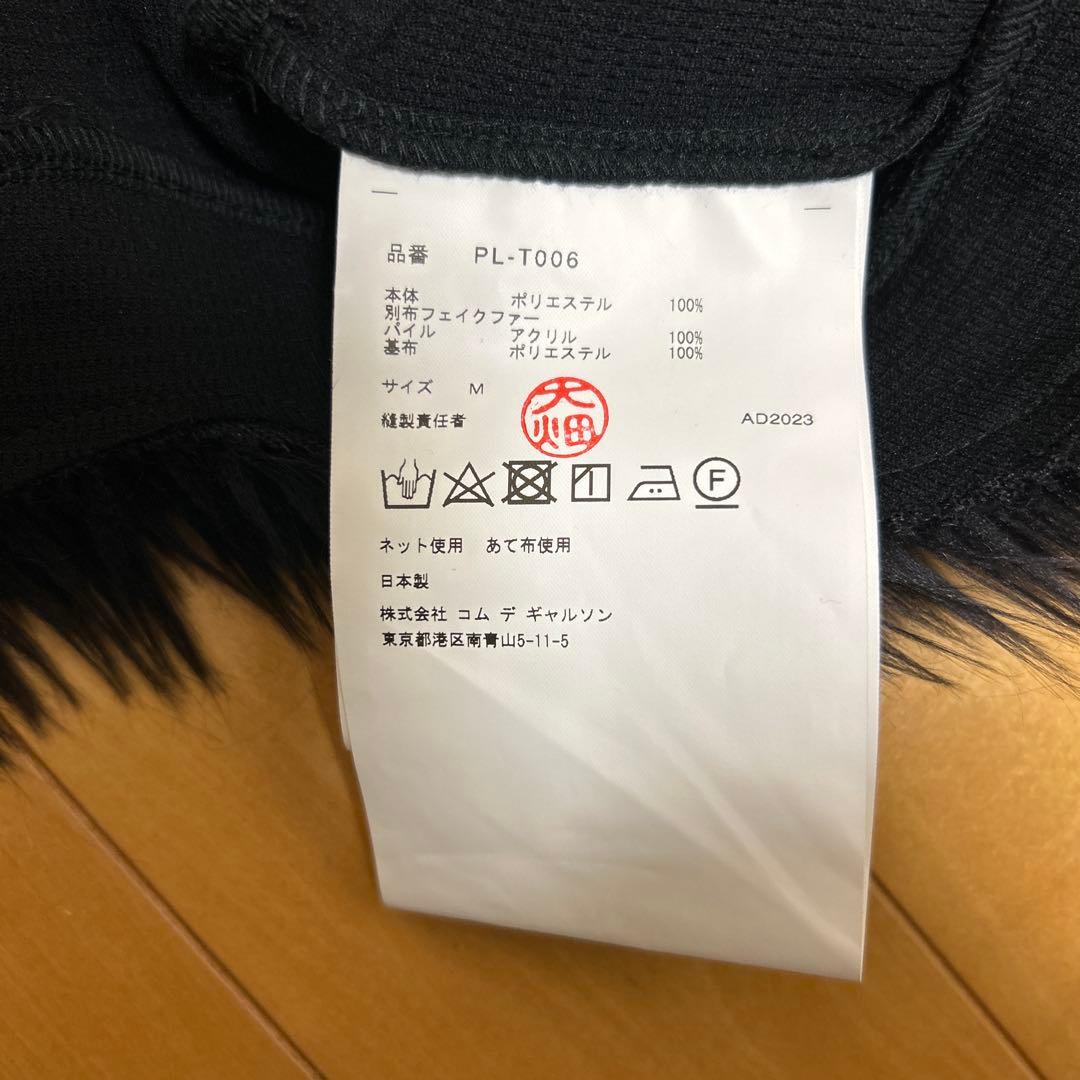 品番 PL-T006
本体 ポリエステル 100%
別布フェイクファー
パイル アクリル 100%
基布 ポリエステル 100%
サイズ M
縫製責任者 大畑 AD2023
F
ネット使用 あて布使用
日本製
株式会社 コム デ ギャルソン
東京都港区南青山5-11-5